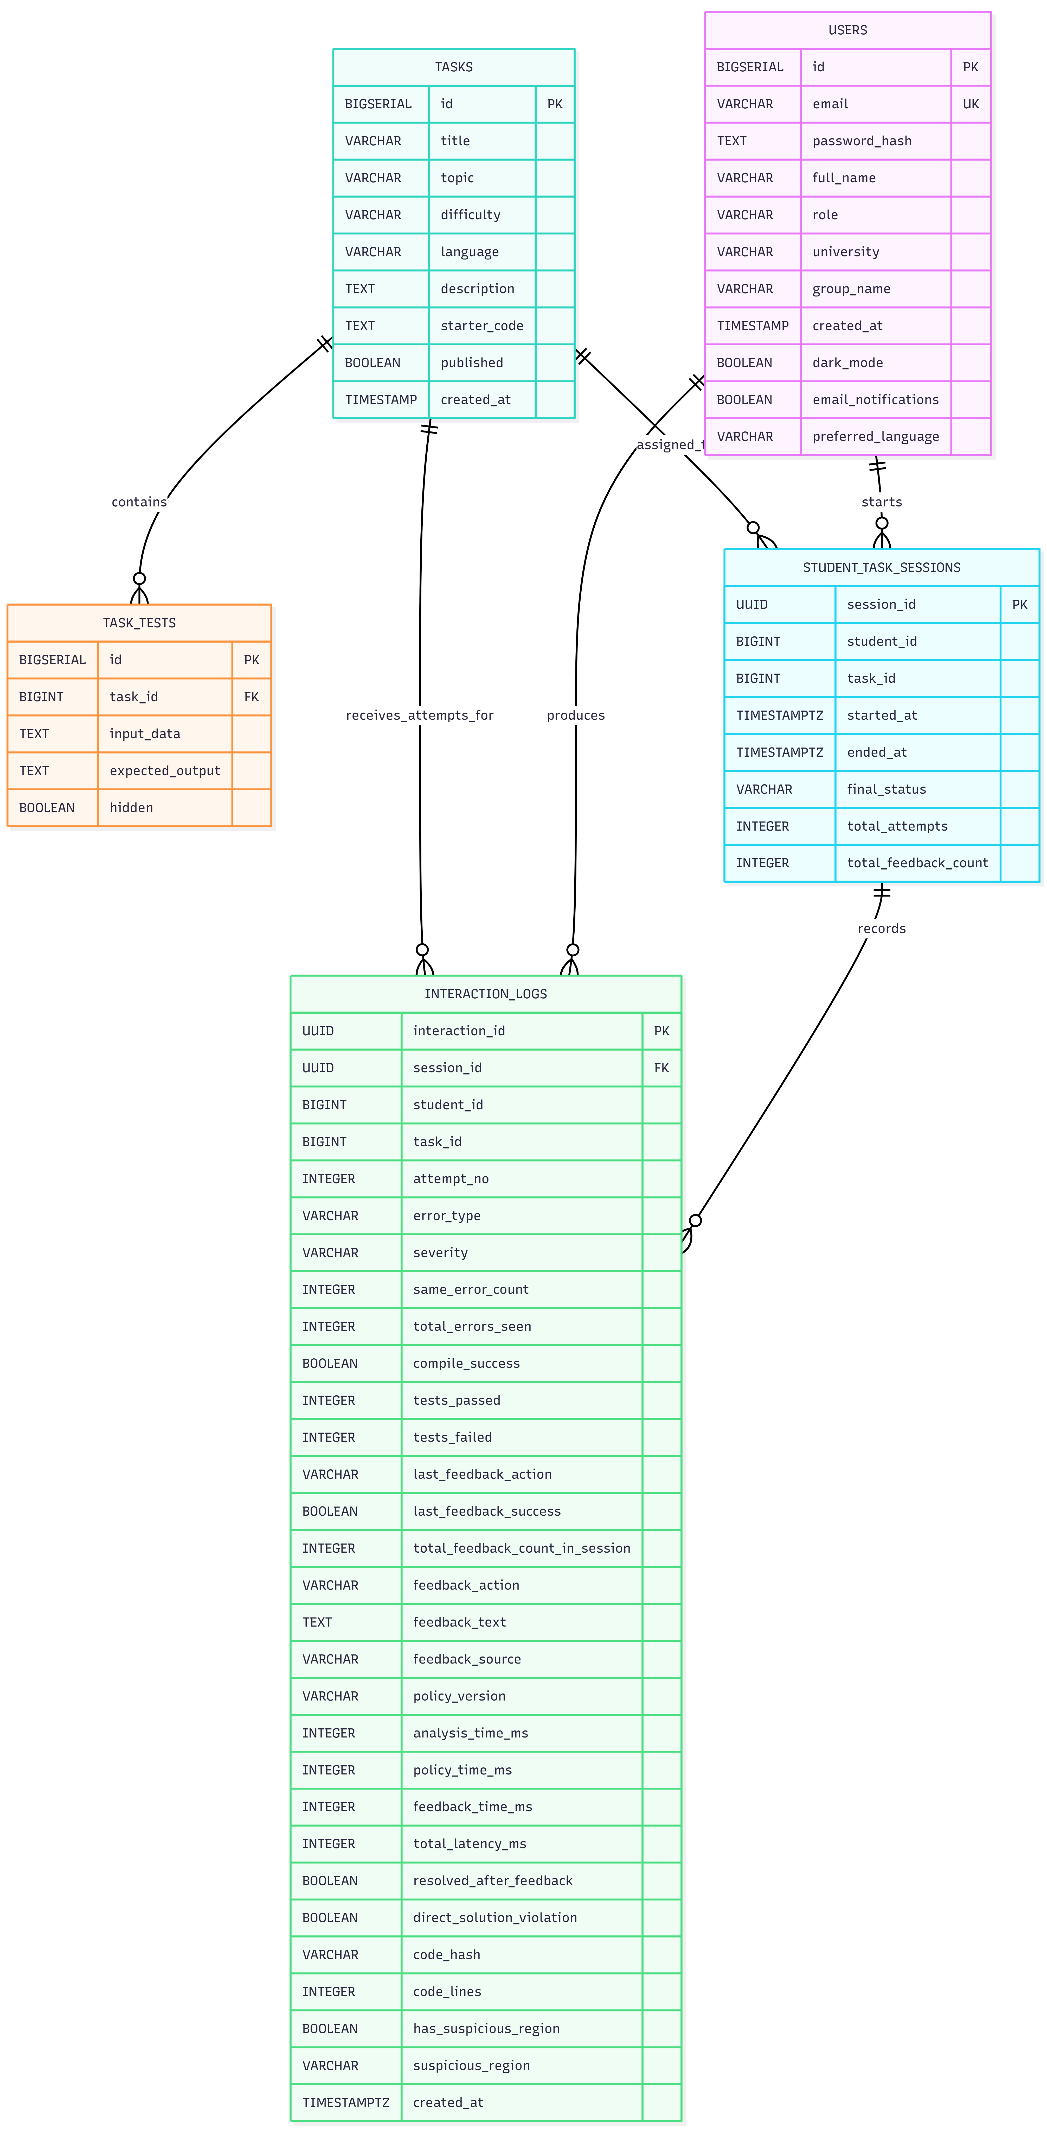 USERS
BIGSERIAL id PK
VARCHAR email UK
TEXT password_hash
VARCHAR full_name
VARCHAR role
VARCHAR university
VARCHAR group_name
TIMESTAMP created_at
BOOLEAN dark_mode
BOOLEAN email_notifications
VARCHAR preferred_language
TASKS
BIGSERIAL id PK
VARCHAR title
VARCHAR topic
VARCHAR difficulty
VARCHAR language
TEXT description
TEXT starter_code
BOOLEAN published
TIMESTAMP created_at
contains
assigned_t
starts
TASK_TESTS
BIGSERIAL id PK
BIGINT task_id FK
TEXT input_data
TEXT expected_output
BOOLEAN hidden
receives_attempts_for
produces
STUDENT_TASK_SESSIONS
UUID session_id PK
BIGINT student_id
BIGINT task_id
TIMESTAMPTZ started_at
TIMESTAMPTZ ended_at
VARCHAR final_status
INTEGER total_attempts
INTEGER total_feedback_count
records
INTERACTION_LOGS
UUID interaction_id PK
UUID session_id FK
BIGINT student_id
BIGINT task_id
INTEGER attempt_no
VARCHAR error_type
VARCHAR severity
INTEGER same_error_count
INTEGER total_errors_seen
BOOLEAN compile_success
INTEGER tests_passed
INTEGER tests_failed
VARCHAR last_feedback_action
BOOLEAN last_feedback_success
INTEGER total_feedback_count_in_session
VARCHAR feedback_action
TEXT feedback_text
VARCHAR feedback_source
VARCHAR policy_version
INTEGER analysis_time_ms
INTEGER policy_time_ms
INTEGER feedback_time_ms
INTEGER total_latency_ms
BOOLEAN resolved_after_feedback
BOOLEAN direct_solution_violation
VARCHAR code_hash
INTEGER code_lines
BOOLEAN has_suspicious_region
VARCHAR suspicious_region
TIMESTAMPTZ created_at